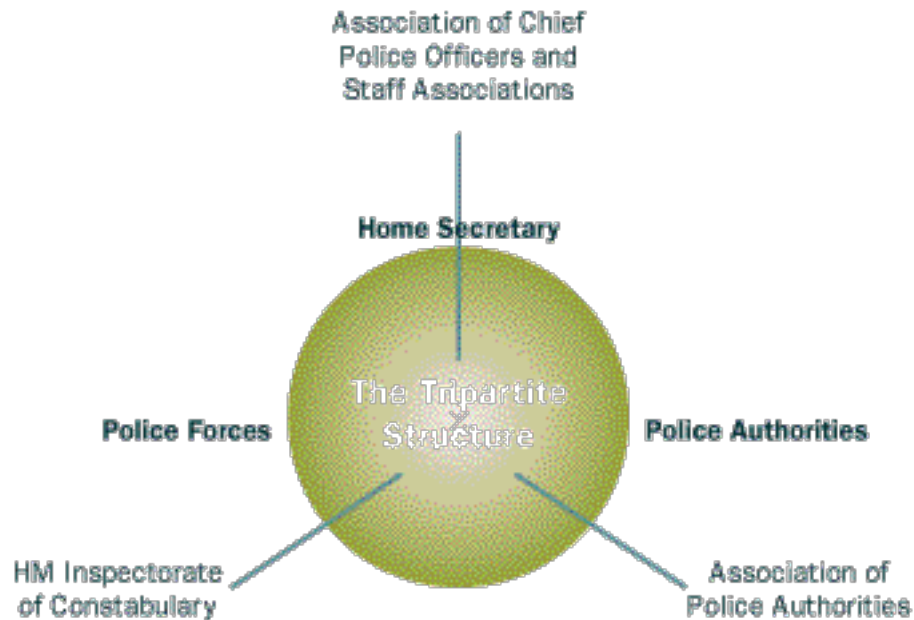 Association of Chief
Police Officers and
Staff Associations
Home Secretary
The Tripartite
Structure
Police Forces
Police Authorities
HM Inspectorate
of Constabulary
Association of
Police Authorities